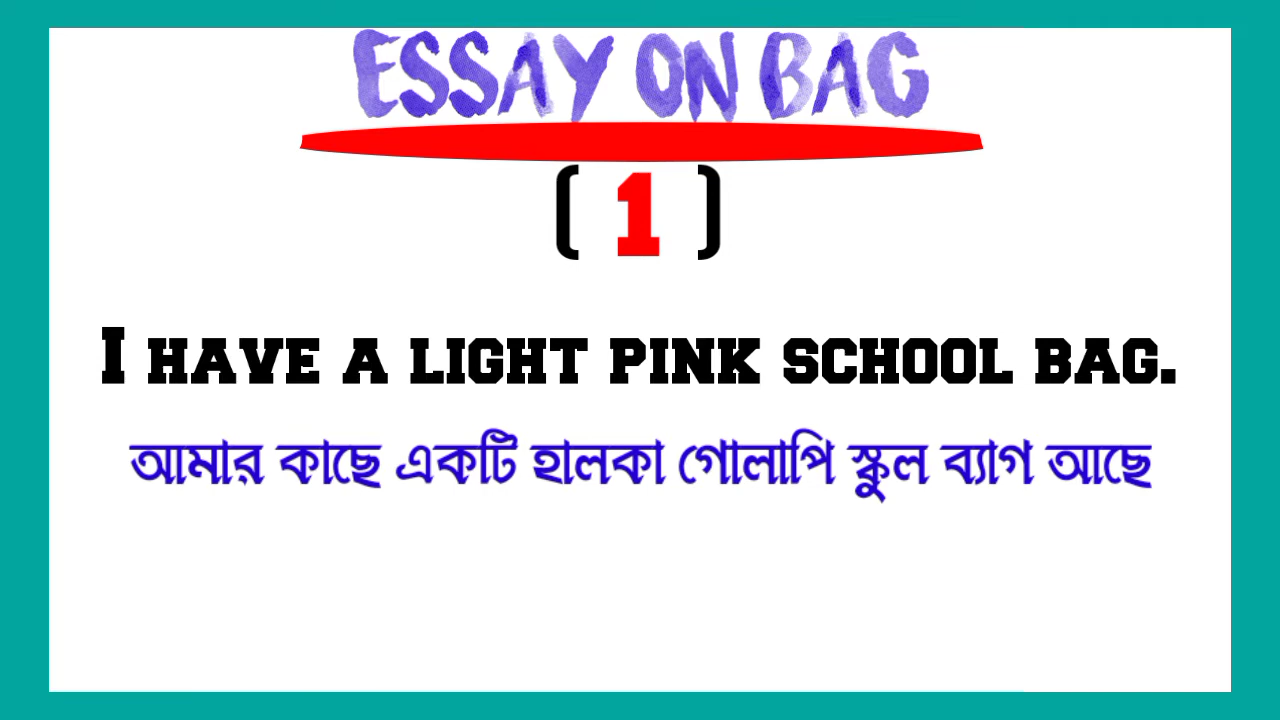 ESSAY ON BAG
( 1 )
I HAVE A LIGHT PINK SCHOOL BAG.
আমার কাছে একটি হালকা গোলাপি স্কুল ব্যাগ আছে